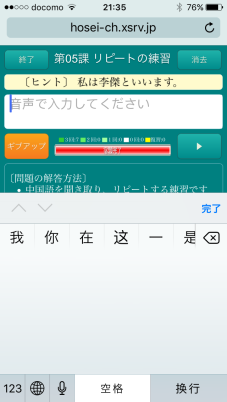 docomo 21:35 76%
hosei-ch.xsrv.jp
終了 第05課 リピートの練習 消去
〔ヒント〕 私は李傑といいます。
音声で入力してください
ギブアップ
［問題の解答方法］
• 中国語を聞き取り、リピートする練習です
完了
我 你 在 这 一 是
123 空格 换行